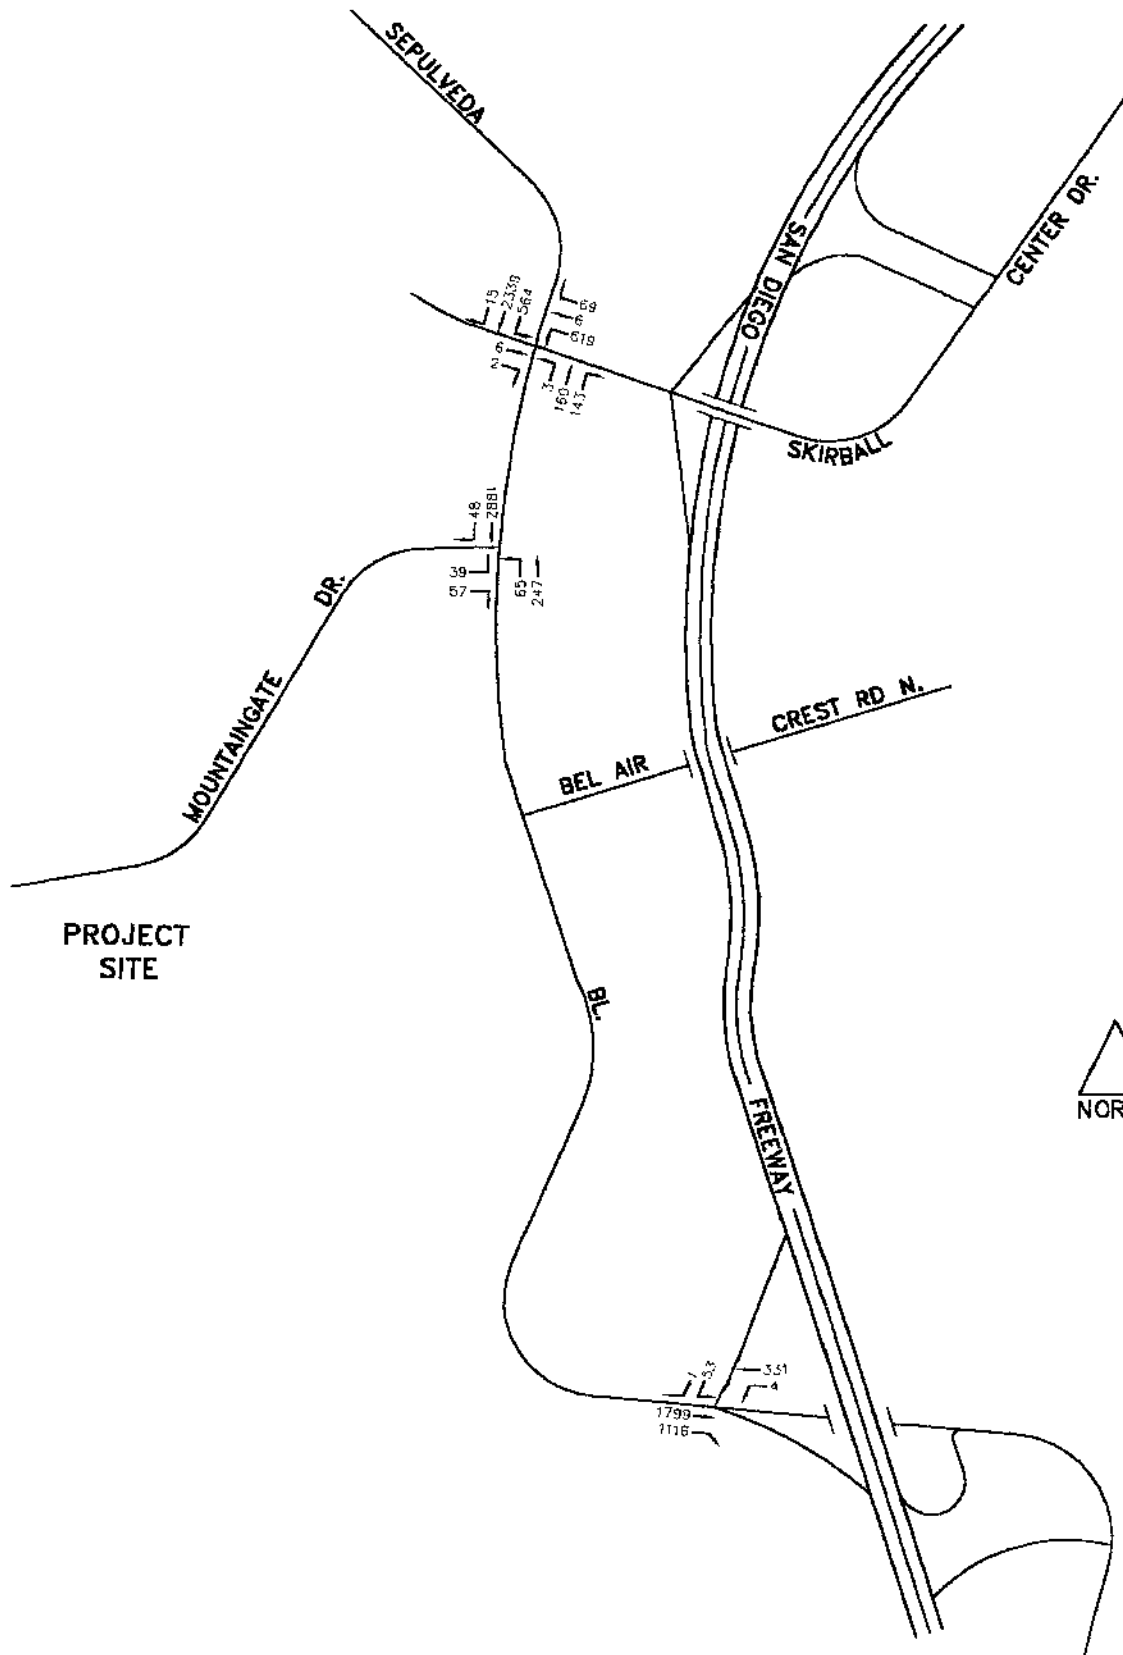 SEPULVEDA
SAN DIEGO
CENTER DR.
15
2339
564
69
6
619
6
2
3
160
143
SKIRBALL
48
39
57
65
247
DR.
MOUNTAINGATE
CREST RD N.
BEL AIR
PROJECT
SITE
BL.
NOR
FREEWAY
331
4
1799
1116